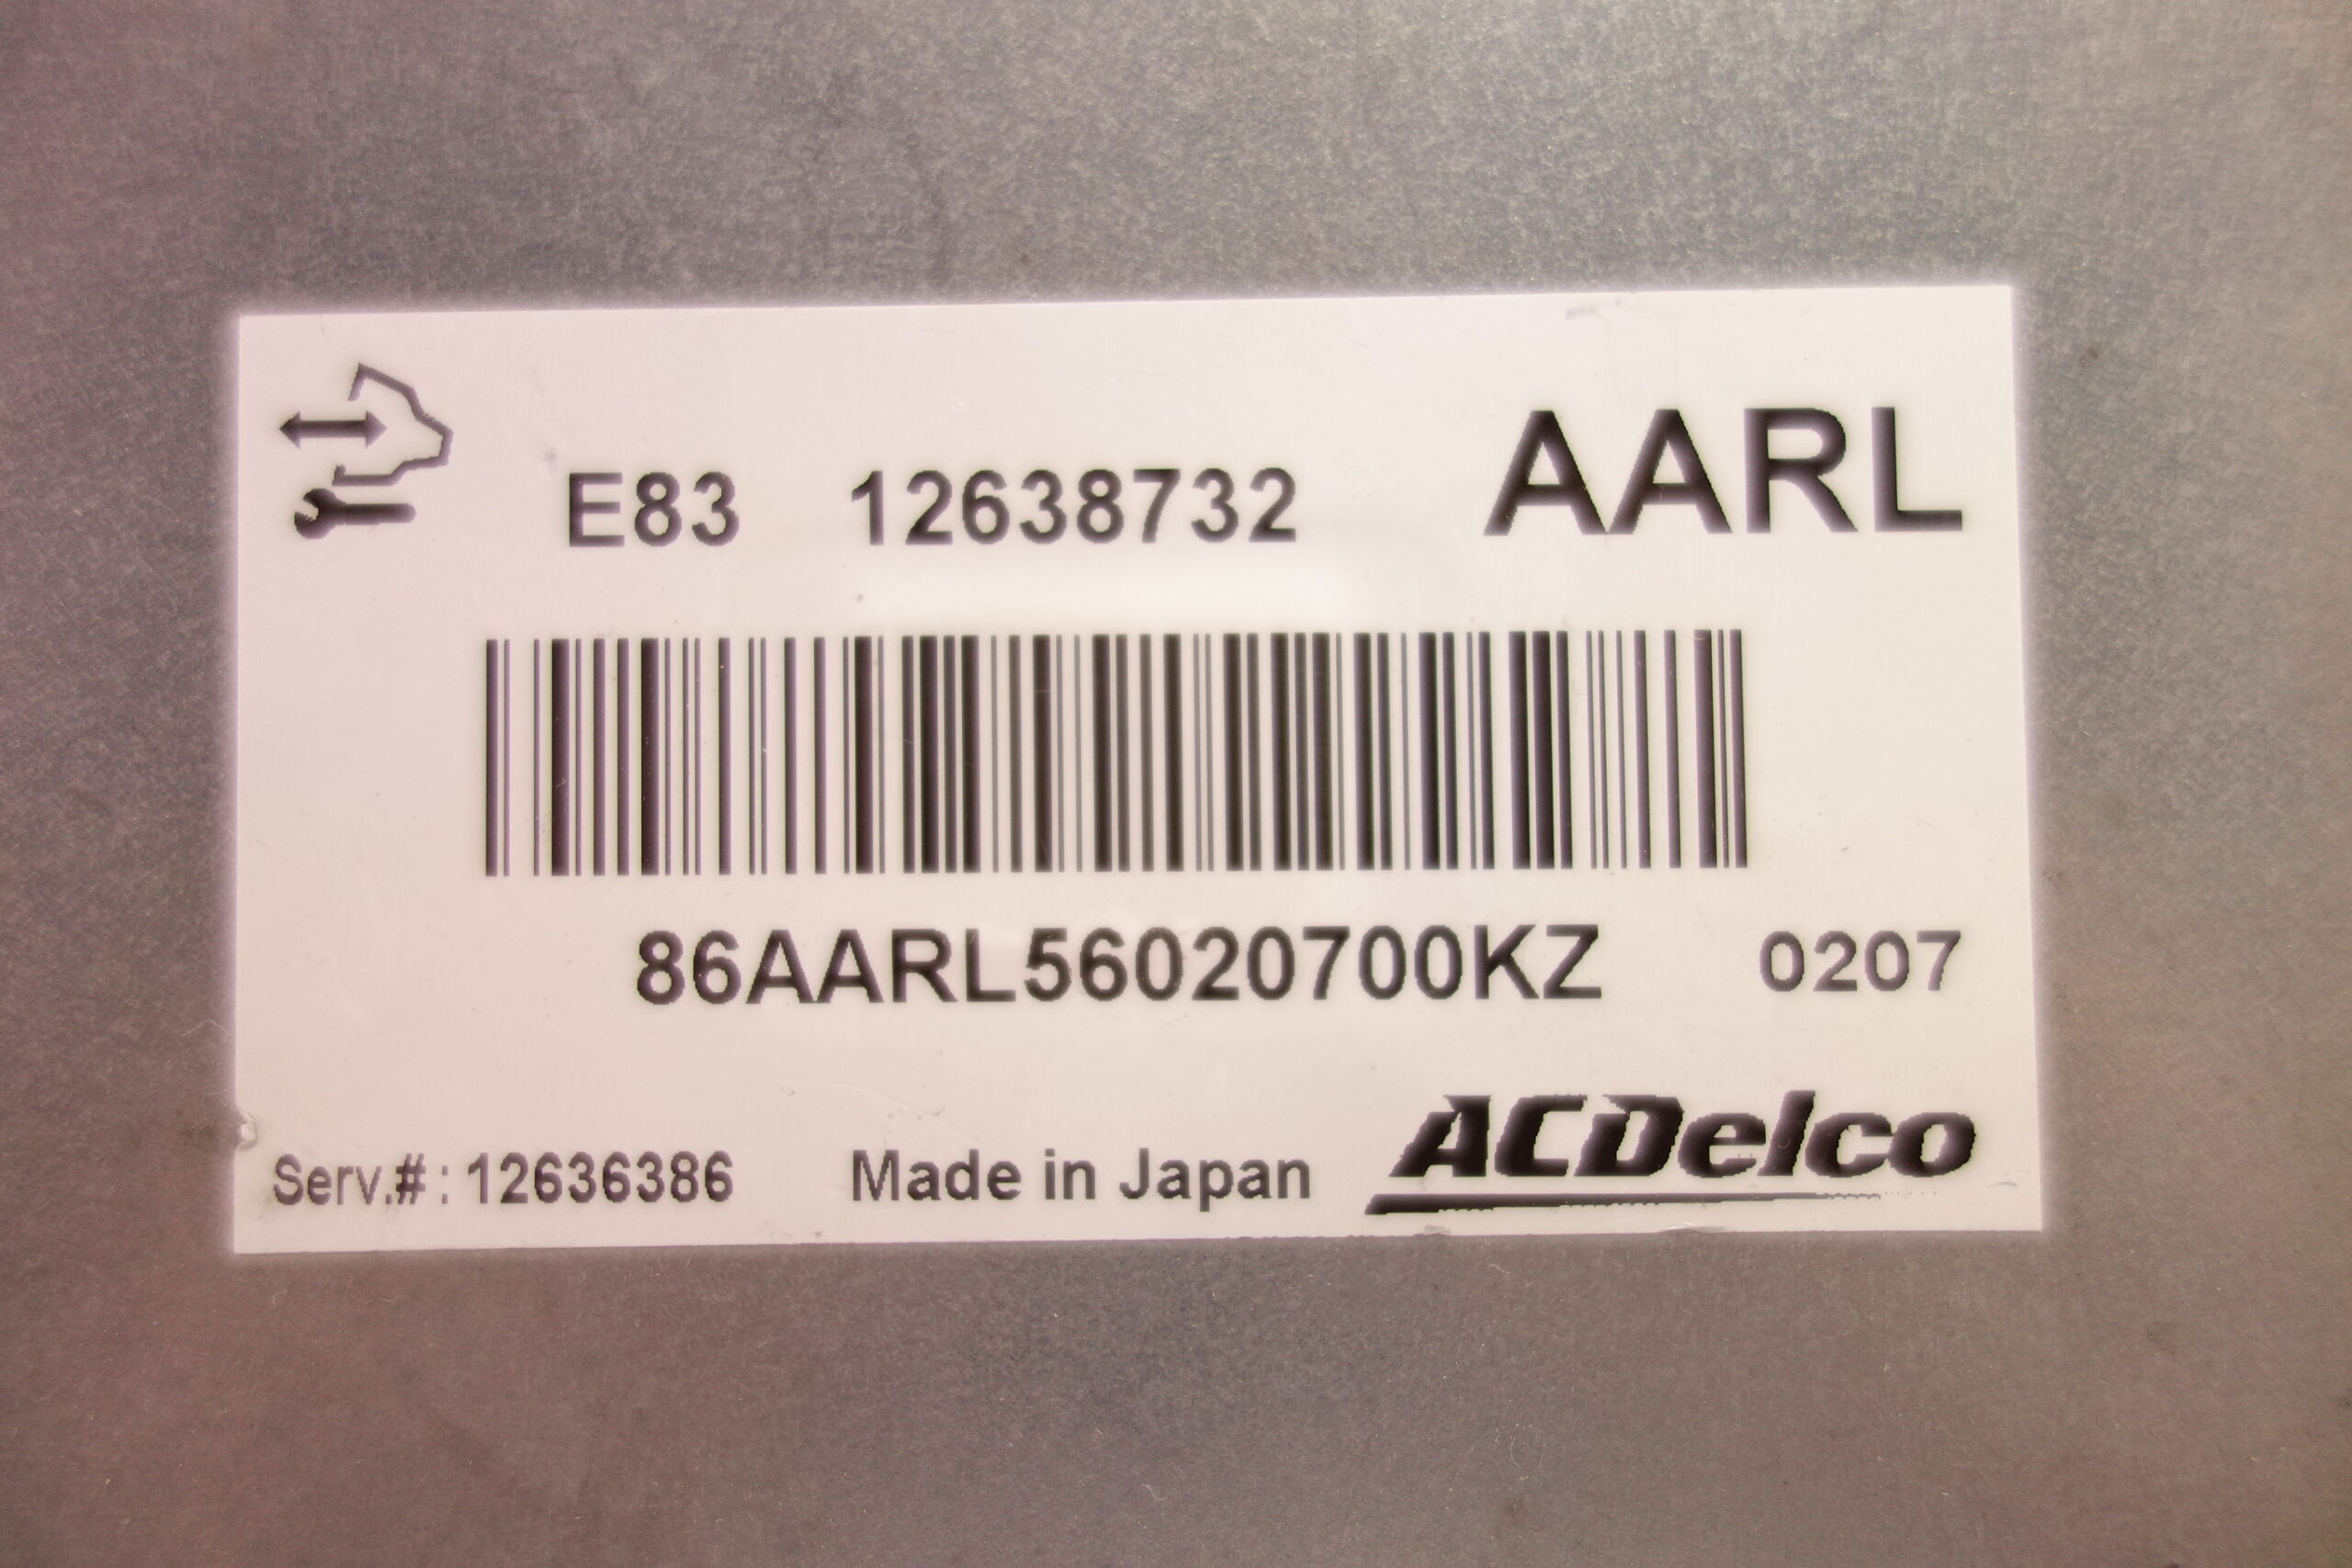 E83 12638732 AARL
86AARL56020700KZ 0207
Serv.#: 12636386 Made in Japan ACDelco